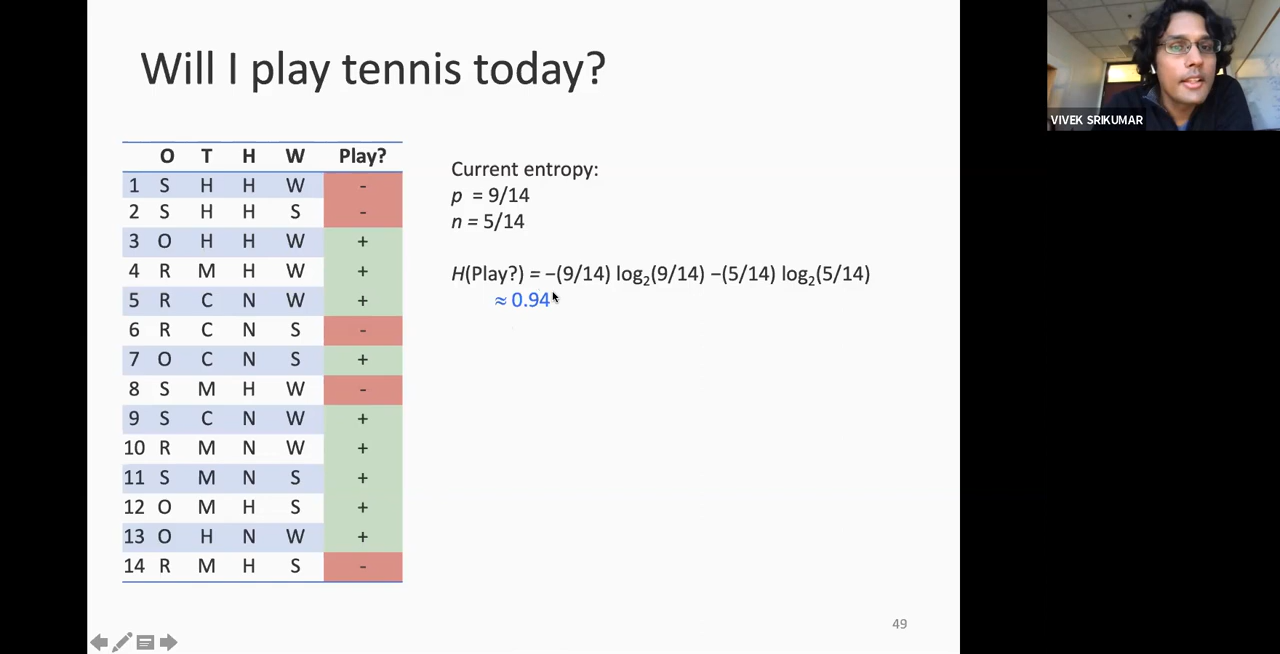 Will I play tennis today?
O T H W Play?
1 S H H W -
2 S H H S -
3 O H H W +
4 R M H W +
5 R C N W +
6 R C N S -
7 O C N S +
8 S M H W -
9 S C N W +
10 R M N W +
11 S M N S +
12 O M H S +
13 O H N W +
14 R M H S -
Current entropy:
p = 9/14
n = 5/14
H(Play?) = −(9/14) log₂(9/14) −(5/14) log₂(5/14)
≈ 0.94
49
VIVEK SRIKUMAR